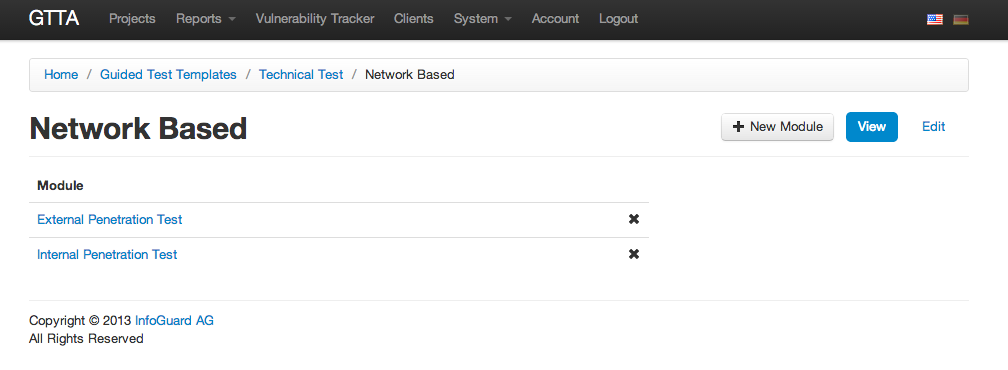 GTTA Projects Reports Vulnerability Tracker Clients System Account Logout
Home / Guided Test Templates / Technical Test / Network Based
Network Based New Module View Edit
Module
External Penetration Test
Internal Penetration Test
Copyright © 2013 InfoGuard AG
All Rights Reserved